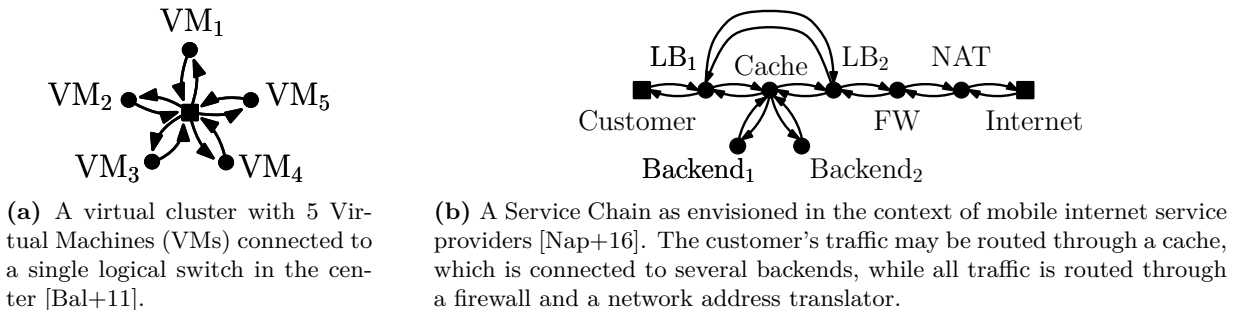 VM₁
VM₂
VM₅
VM₃
VM₄
(a) A virtual cluster with 5 Vir-
tual Machines (VMs) connected to
a single logical switch in the cen-
ter [Bal+11].
LB₁
Cache
LB₂
NAT
Customer
FW
Internet
Backend₁
Backend₂
(b) A Service Chain as envisioned in the context of mobile internet service
providers [Nap+16]. The customer's traffic may be routed through a cache,
which is connected to several backends, while all traffic is routed through
a firewall and a network address translator.